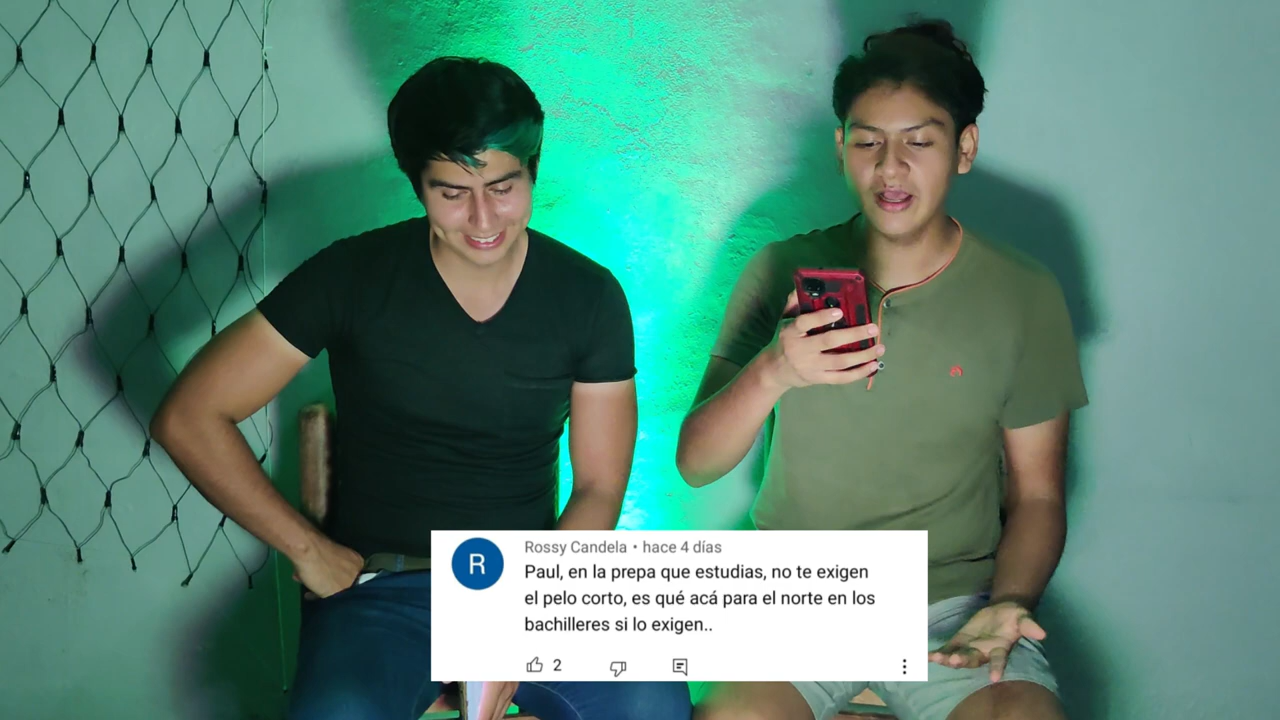 R
Rossy Candela • hace 4 días
Paul, en la prepa que estudias, no te exigen
el pelo corto, es qué acá para el norte en los
bachilleres si lo exigen..
2